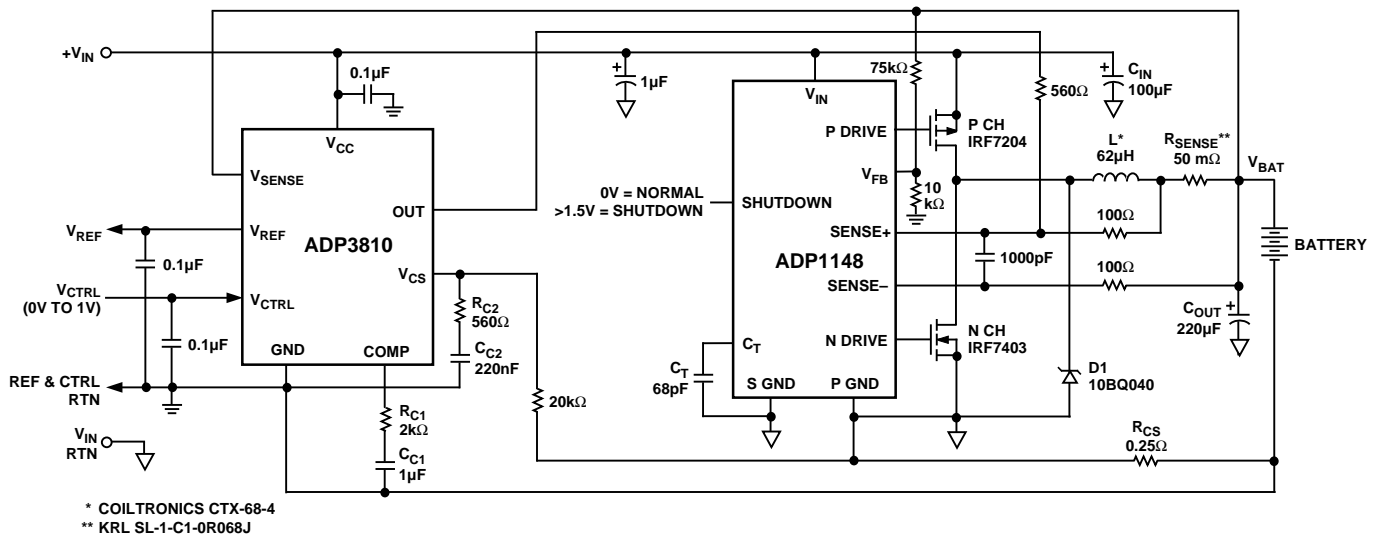 +VIN
0.1µF
1µF
75kΩ
560Ω
CIN
100µF
VCC
VSENSE
VREF
VCTRL
GND
COMP
OUT
VCS
ADP3810
VREF
0.1µF
VCTRL
(0V TO 1V)
0.1µF
REF & CTRL
RTN
VIN
RTN
RC2
560Ω
CC2
220nF
RC1
2kΩ
CC1
1µF
20kΩ
0V = NORMAL
>1.5V = SHUTDOWN
VIN
P DRIVE
VFB
SHUTDOWN
SENSE+
ADP1148
SENSE–
N DRIVE
CT
S GND
P GND
CT
68pF
10
kΩ
P CH
IRF7204
L*
62µH
RSENSE**
50 mΩ
VBAT
100Ω
1000pF
100Ω
BATTERY
COUT
220µF
N CH
IRF7403
D1
10BQ040
RCS
0.25Ω
* COILTRONICS CTX-68-4
** KRL SL-1-C1-0R068J